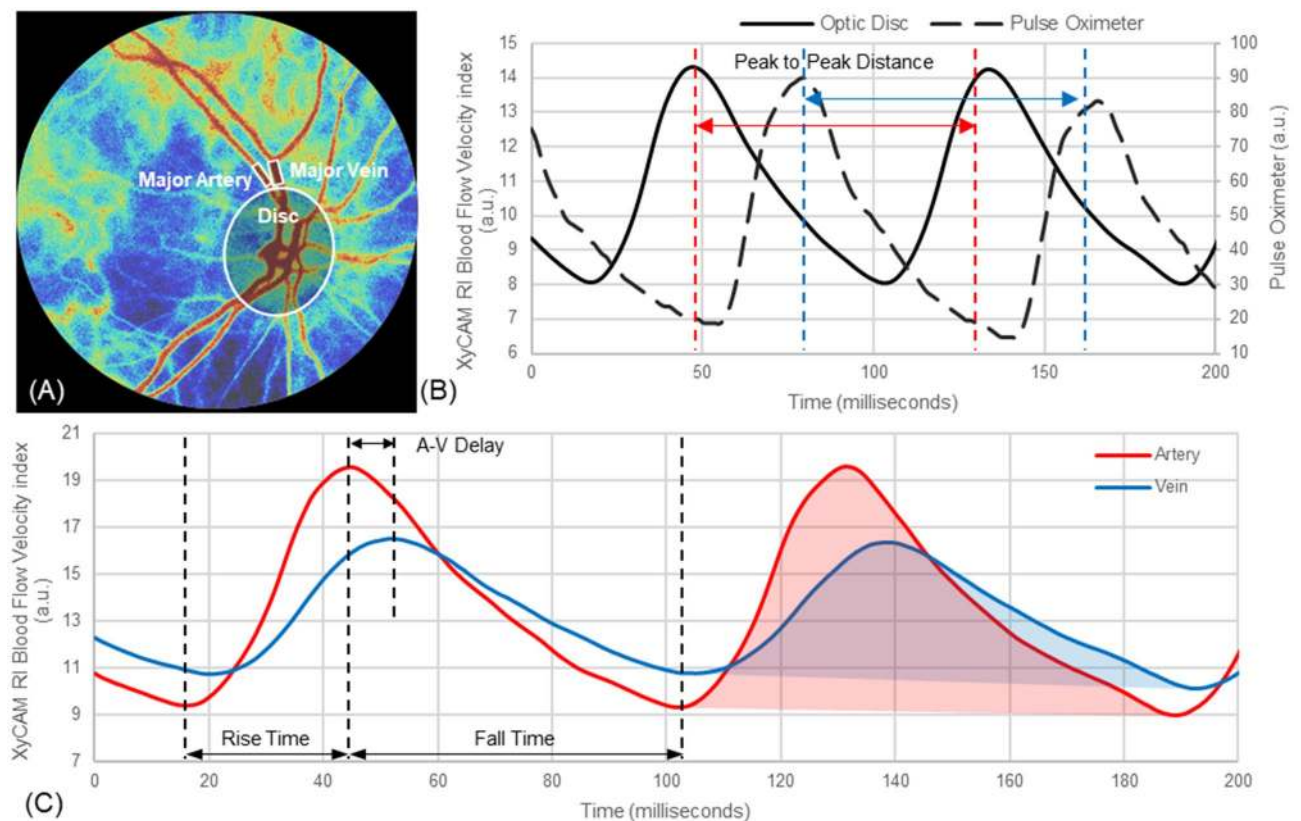 Major Artery
Major Vein
Disc
(A)
Optic Disc
Pulse Oximeter
XyCAM RI Blood Flow Velocity index
(a.u.)
15
14
13
12
11
10
9
8
7
6
Peak to Peak Distance
100
90
80
70
60
50
40
30
20
10
Pulse Oximeter (a.u.)
0
50
100
150
200
Time (milliseconds)
(B)
XyCAM RI Blood Flow Velocity index
(a.u.)
21
19
17
15
13
11
9
7
A-V Delay
Artery
Vein
Rise Time
Fall Time
0
20
40
60
80
100
120
140
160
180
200
Time (milliseconds)
(C)